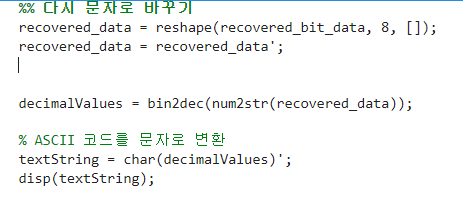 %% 다시 문자로 바꾸기
recovered_data = reshape(recovered_bit_data, 8, []);
recovered_data = recovered_data';
decimalValues = bin2dec(num2str(recovered_data));
% ASCII 코드를 문자로 변환
textString = char(decimalValues)';
disp(textString);